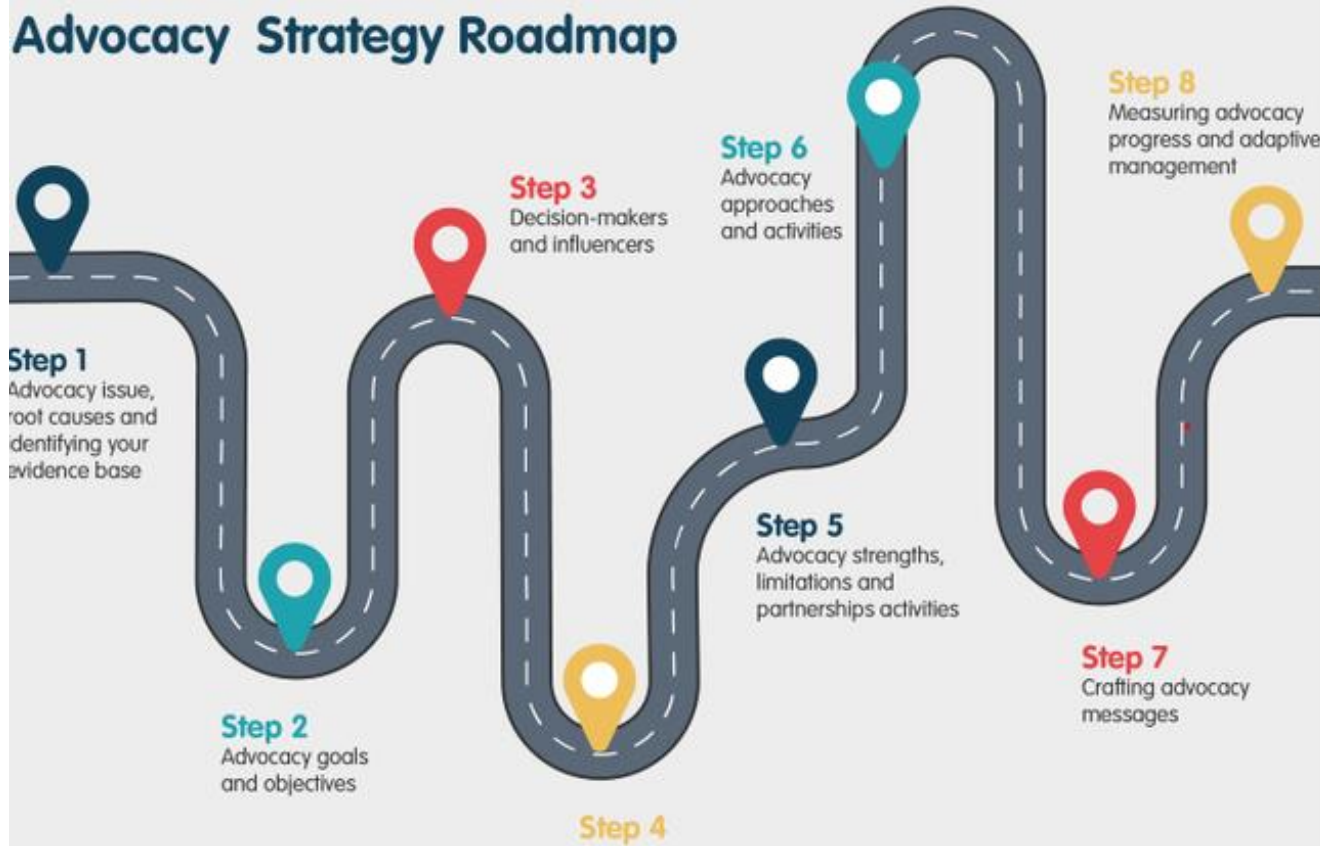 Advocacy Strategy Roadmap
Step 1
Advocacy issue,
root causes and
identifying your
evidence base
Step 2
Advocacy goals
and objectives
Step 3
Decision-makers
and influencers
Step 4
Step 5
Advocacy strengths,
limitations and
partnerships activities
Step 6
Advocacy
approaches
and activities
Step 7
Crafting advocacy
messages
Step 8
Measuring advocacy
progress and adaptive
management